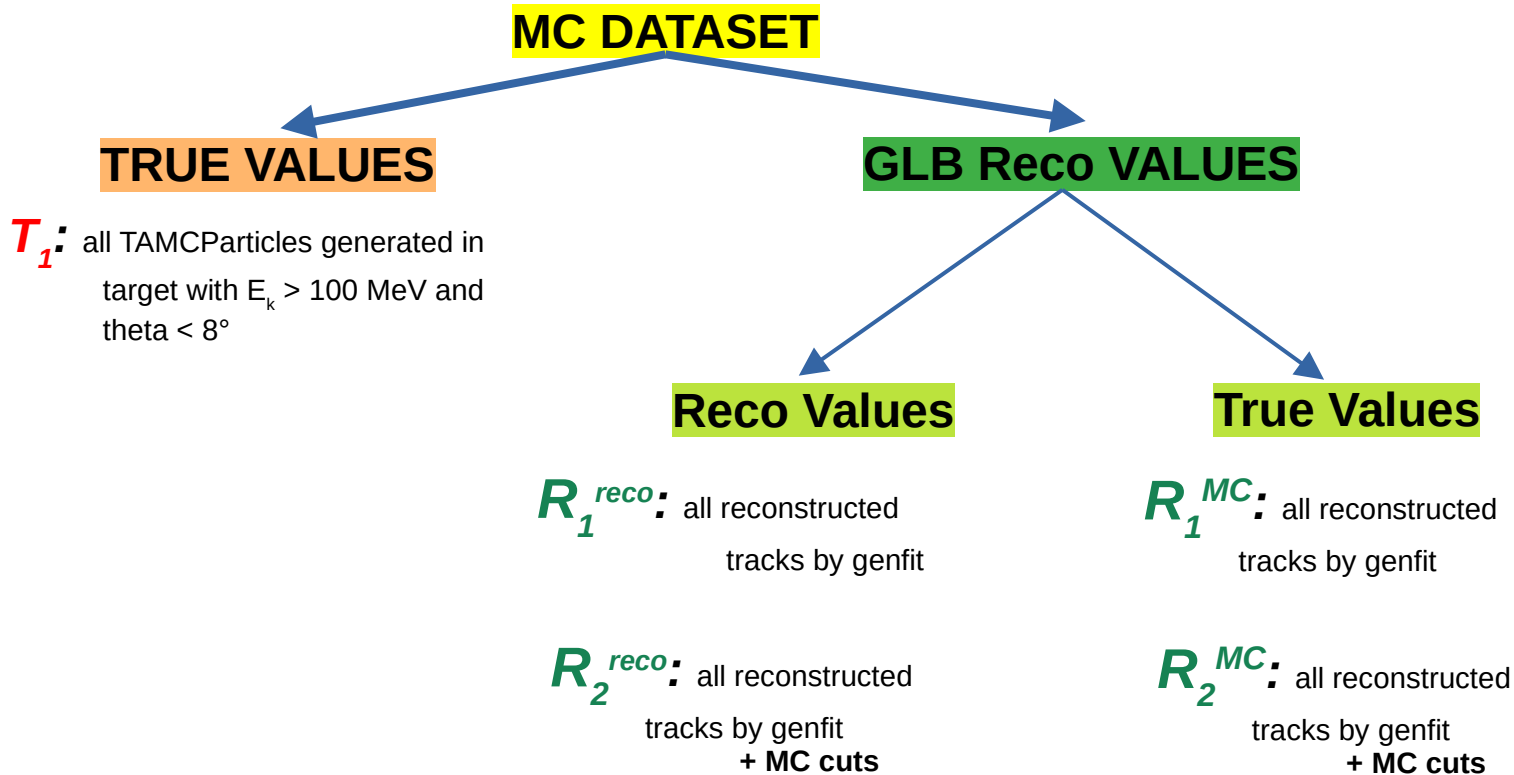 MC DATASET
TRUE VALUES
GLB Reco VALUES
T1: all TAMCParticles generated in
target with Ek > 100 MeV and
theta < 8°
Reco Values
True Values
R1reco: all reconstructed
tracks by genfit
R1MC: all reconstructed
tracks by genfit
R2reco: all reconstructed
tracks by genfit
+ MC cuts
R2MC: all reconstructed
tracks by genfit
+ MC cuts